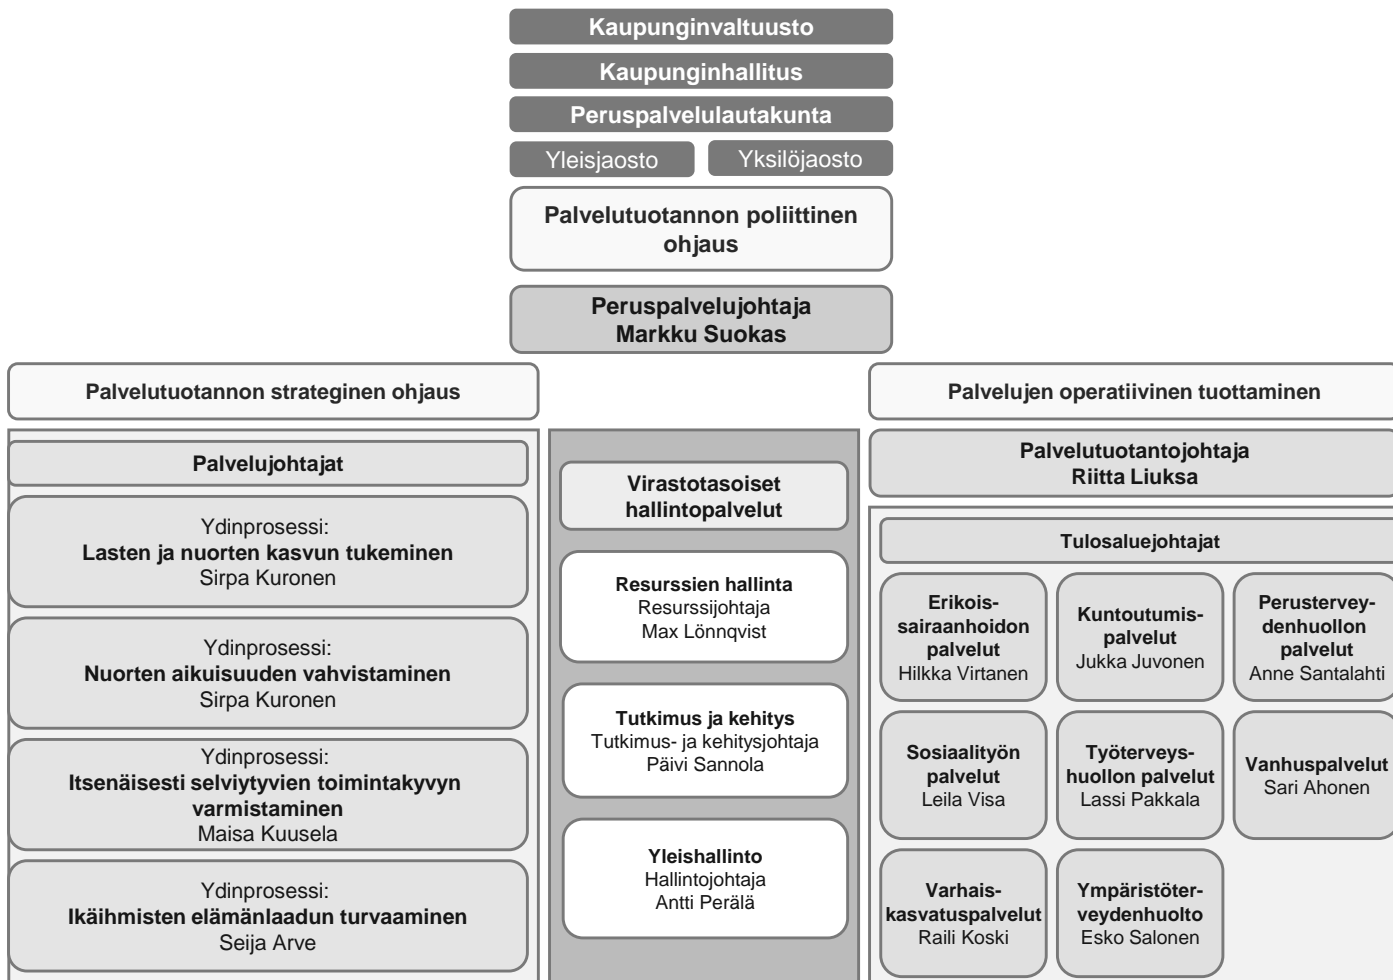 Kaupunginvaltuusto
Kaupunginhallitus
Peruspalvelulautakunta
Yleisjaosto
Yksilöjaosto
Palvelutuotannon poliittinen
ohjaus
Peruspalvelujohtaja
Markku Suokas
Palvelutuotannon strateginen ohjaus
Palvelujohtajat
Ydinprosessi:
Lasten ja nuorten kasvun tukeminen
Sirpa Kuronen
Ydinprosessi:
Nuorten aikuisuuden vahvistaminen
Sirpa Kuronen
Ydinprosessi:
Itsenäisesti selviytyvien toimintakyvyn
varmistaminen
Maisa Kuusela
Ydinprosessi:
Ikäihmisten elämänlaadun turvaaminen
Seija Arve
Virastotasoiset
hallintopalvelut
Resurssien hallinta
Resurssijohtaja
Max Lönnqvist
Tutkimus ja kehitys
Tutkimus- ja kehitysjohtaja
Päivi Sannola
Yleishallinto
Hallintojohtaja
Antti Perälä
Palvelujen operatiivinen tuottaminen
Palvelutuotantojohtaja
Riitta Liuksa
Tulosaluejohtajat
Erikois-
sairaanhoidon
palvelut
Hilkka Virtanen
Kuntoutumis-
palvelut
Jukka Juvonen
Perustervey-
denhuollon
palvelut
Anne Santalahti
Sosiaalityön
palvelut
Leila Visa
Työterveys-
huollon palvelut
Lassi Pakkala
Vanhuspalvelut
Sari Ahonen
Varhais-
kasvatuspalvelut
Raili Koski
Ympäristöter-
veydenhuolto
Esko Salonen